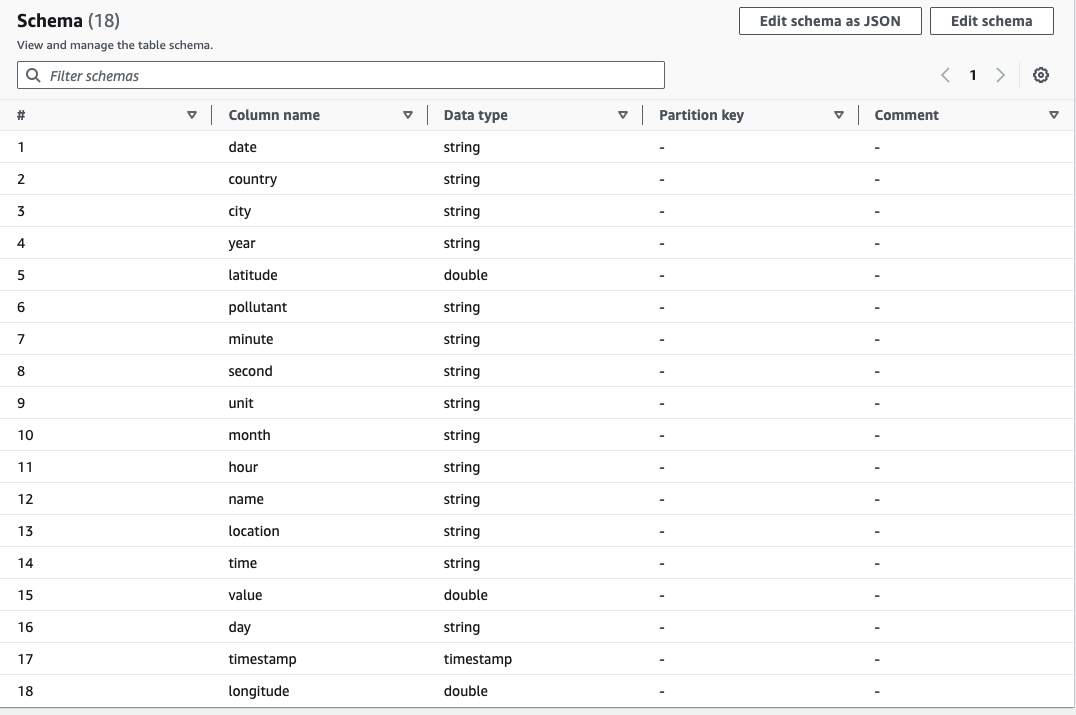 Schema (18)
Edit schema as JSON
Edit schema
View and manage the table schema.
Filter schemas
1
# Column name Data type Partition key Comment
1 date string - -
2 country string - -
3 city string - -
4 year string - -
5 latitude double - -
6 pollutant string - -
7 minute string - -
8 second string - -
9 unit string - -
10 month string - -
11 hour string - -
12 name string - -
13 location string - -
14 time string - -
15 value double - -
16 day string - -
17 timestamp timestamp - -
18 longitude double - -